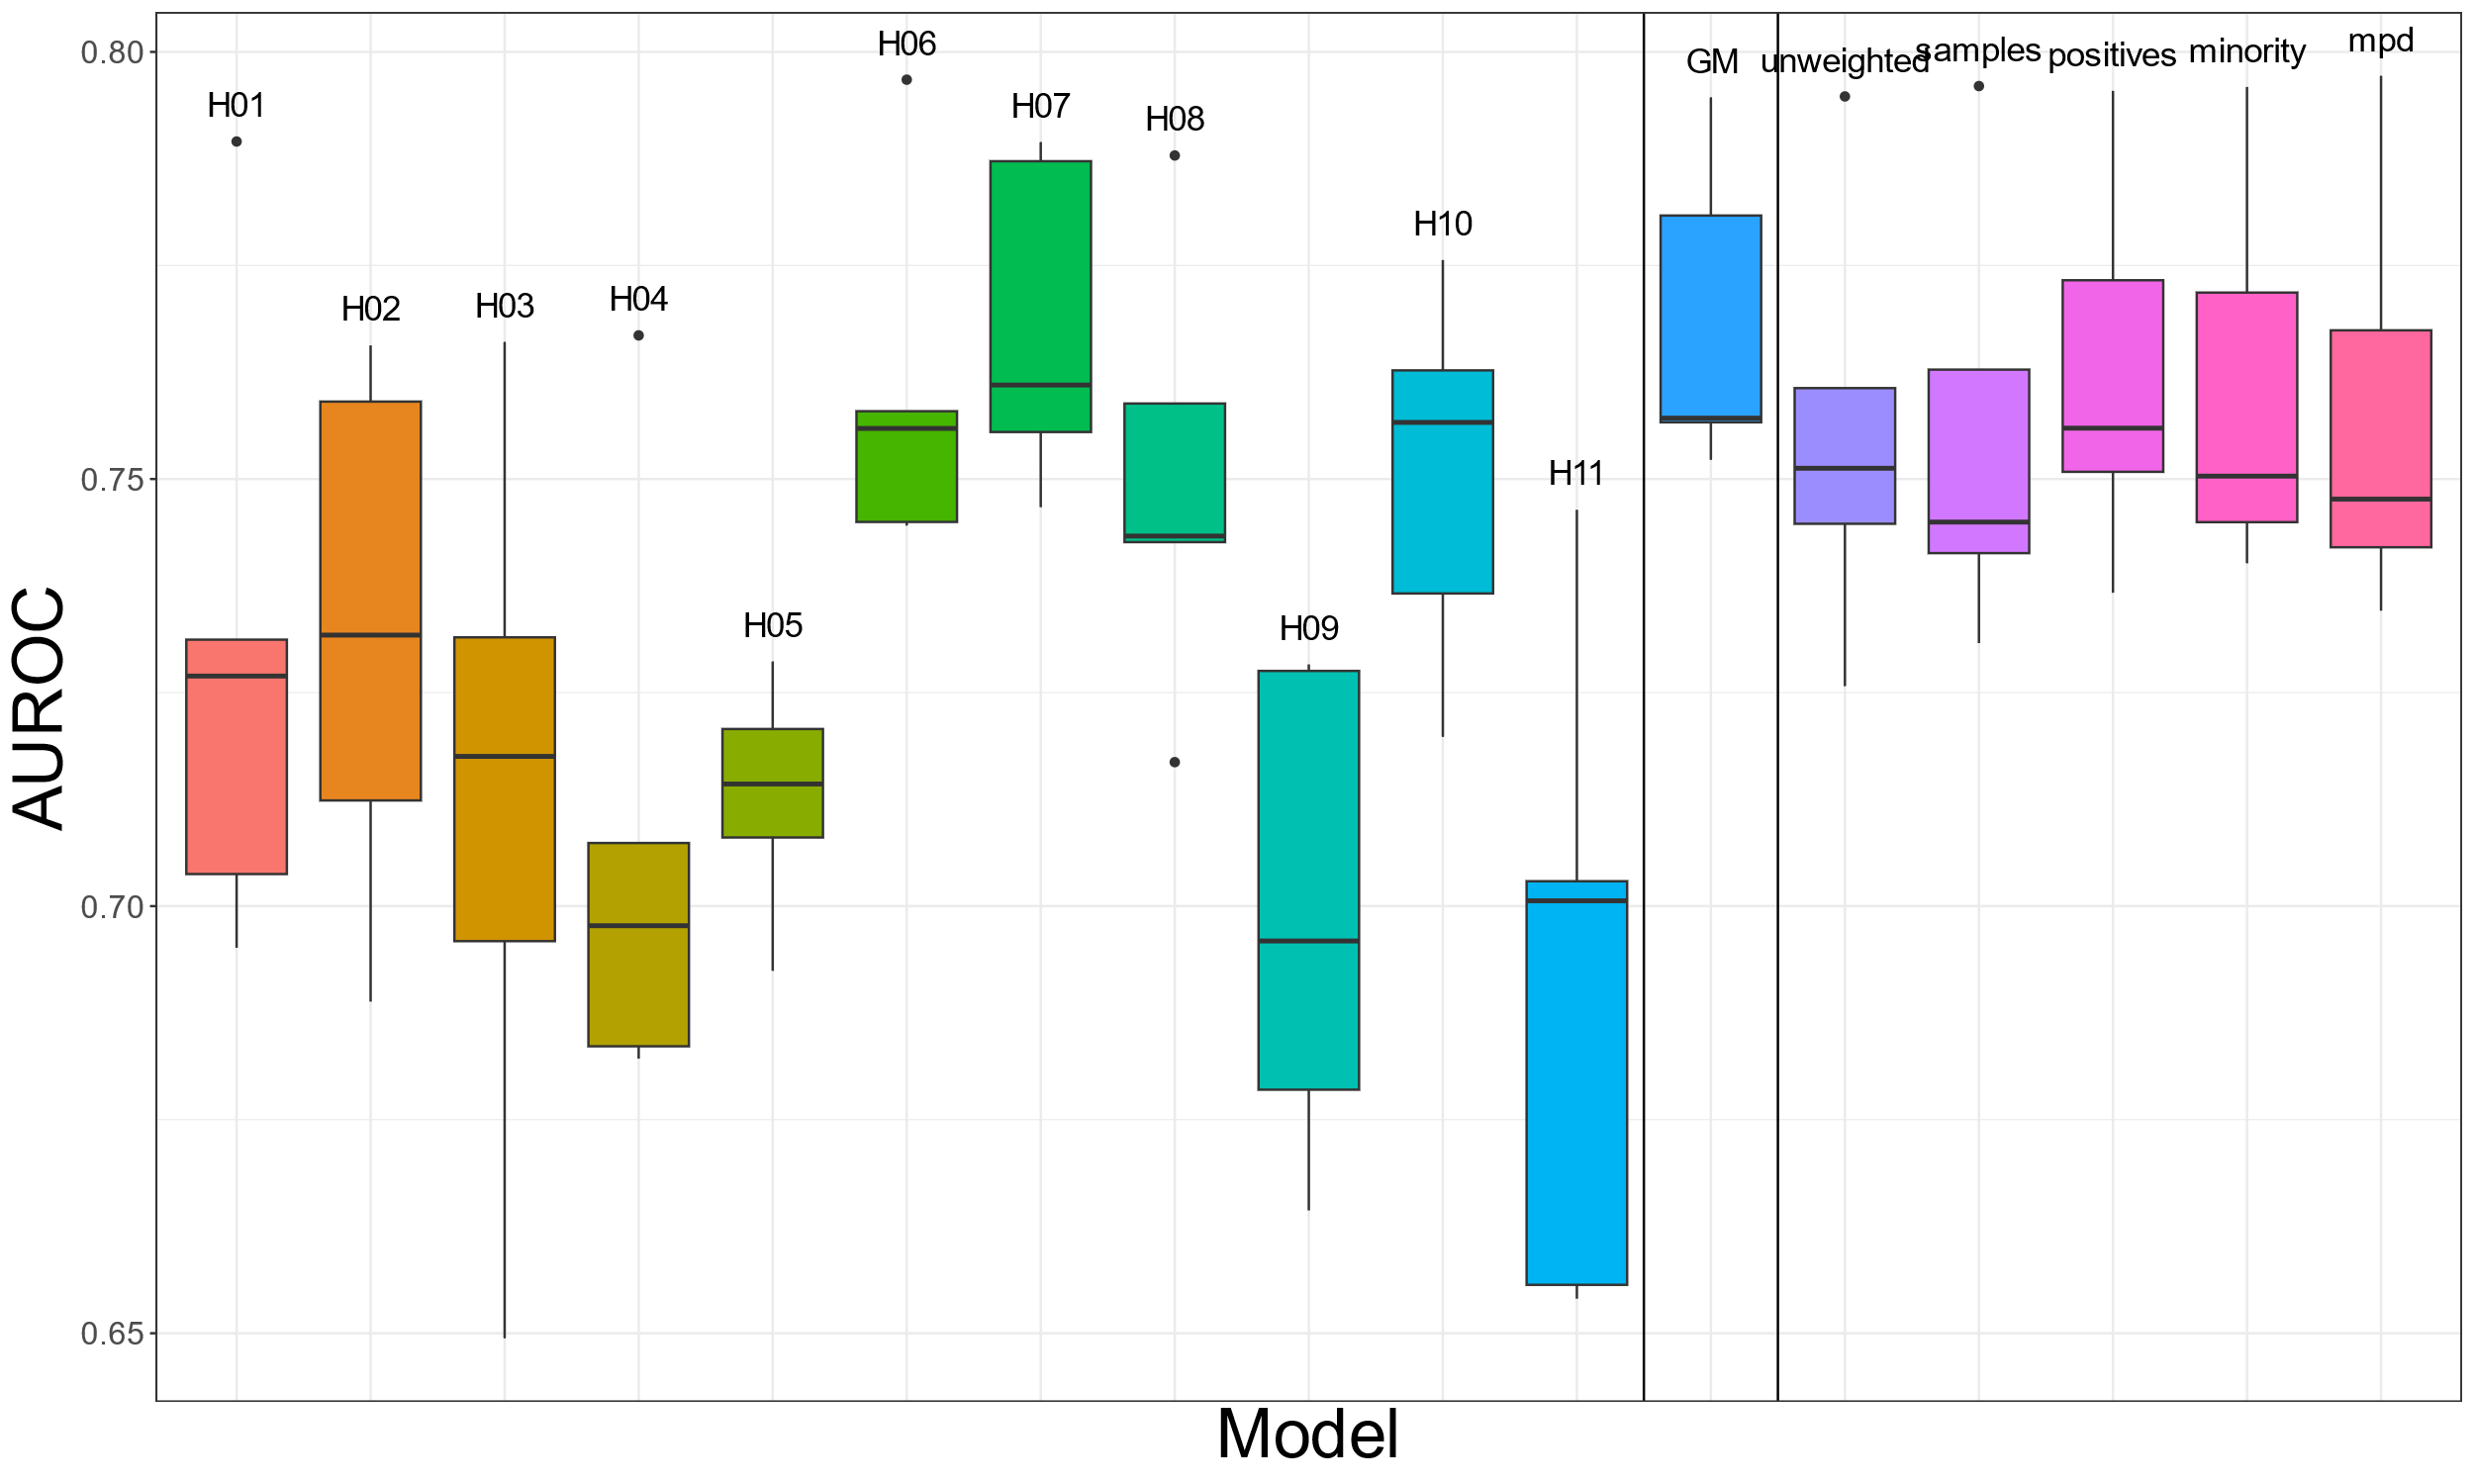 AUROC
0.80
0.75
0.70
0.65
H01
H02
H03
H04
H05
H06
H07
H08
H09
H10
H11
GM
unweighted
samples
positives
minority
mpd
Model